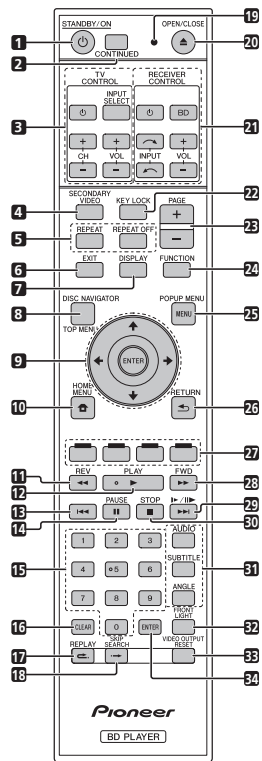 STANDBY/ON
19
OPEN/CLOSE
1
20
2
CONTINUED
TV CONTROL
RECEIVER CONTROL
INPUT SELECT
BD
3
21
+ + + 
CH VOL INPUT VOL
– – –
SECONDARY VIDEO
KEY LOCK
PAGE
22
4
+
23
5
REPEAT
REPEAT OFF
–
6
EXIT
DISPLAY
FUNCTION
24
7
DISC NAVIGATOR
POPUP MENU
8
MENU
25
TOP MENU
9
ENTER
HOME MENU
RETURN
10
26
27
11
REV
PLAY
FWD
28
12
13
PAUSE
STOP
29
14
30
AUDIO
15
1 2 3
SUBTITLE
31
4 5 6
ANGLE
7 8 9
FRONT LIGHT
16
CLEAR
0
ENTER
32
REPLAY
SKIP SEARCH
VIDEO OUTPUT RESET
33
17
18
34
Pioneer
BD PLAYER